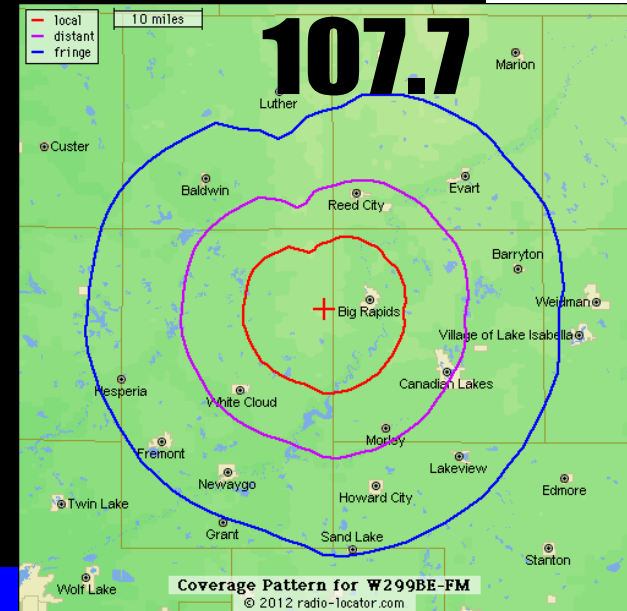 local
distant
fringe
10 miles
107.7
Marion
Luther
Custer
Baldwin
Evart
Reed City
Barryton
Weidman
Big Rapids
Village of Lake Isabella
Canadian Lakes
Hesperia
White Cloud
Morley
Fremont
Lakeview
Newaygo
Edmore
Howard City
Twin Lake
Grant
Sand Lake
Stanton
Wolf Lake
Coverage Pattern for W299BE-FM
© 2012 radio-locator.com